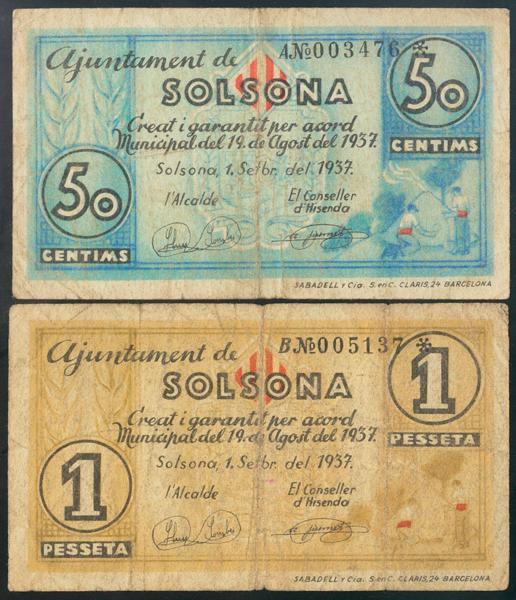 Ajuntament de
A.№003476 *
SOLSONA
50
CENTIMS
Creat i garantit per acord
Municipal del 19. de Agost del 1937.
Solsona, 1. Setbr. del 1937.
50
CENTIMS
l'Alcalde
El Conseller
d'Hisenda
SABADELL Y Cia. S. en C. CLARIS, 24 BARCELONA
Ajuntament de
B.№005137 *
SOLSONA
1
PESSETA
Creat i garantit per acord
Municipal del 19. de Agost del 1937.
Solsona, 1. Setbr. del 1937.
1
PESSETA
l'Alcalde
El Conseller
d'Hisenda
SABADELL Y Cia. S. en C. CLARIS, 24 BARCELONA